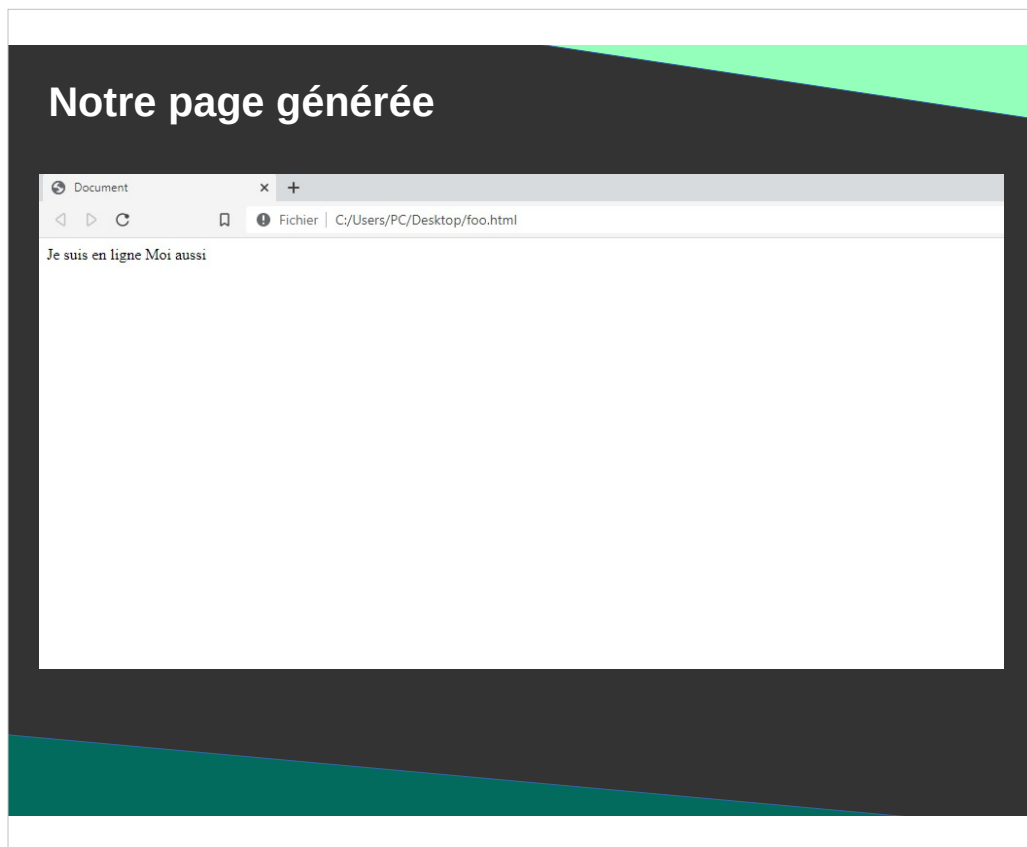 Notre page générée
Document
Fichier | C:/Users/PC/Desktop/foo.html
Je suis en ligne Moi aussi